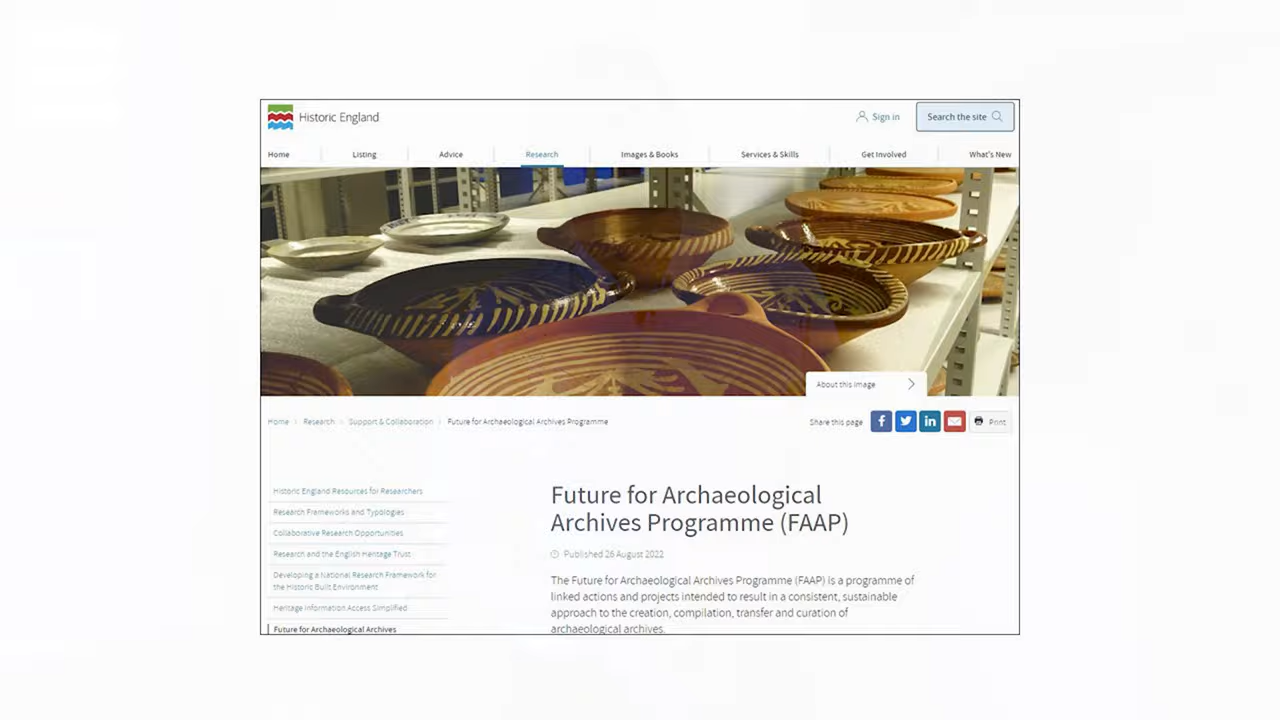 Historic England
Sign in
Search the site
Home
Listing
Advice
Research
Images & Books
Services & Skills
Get Involved
What's New
About this image
Home
Research
Support & Collaboration
Future for Archaeological Archives Programme
Share this page
Print
Historic England Resources for Researchers
Research Frameworks and Typologies
Collaborative Research Opportunities
Research and the English Heritage Trust
Developing a National Research Framework for
the Historic Built Environment
Heritage Information Access Simplified
Future for Archaeological Archives
Future for Archaeological
Archives Programme (FAAP)
Published 26 August 2022
The Future for Archaeological Archives Programme (FAAP) is a programme of
linked actions and projects intended to result in a consistent, sustainable
approach to the creation, compilation, transfer and curation of
archaeological archives.